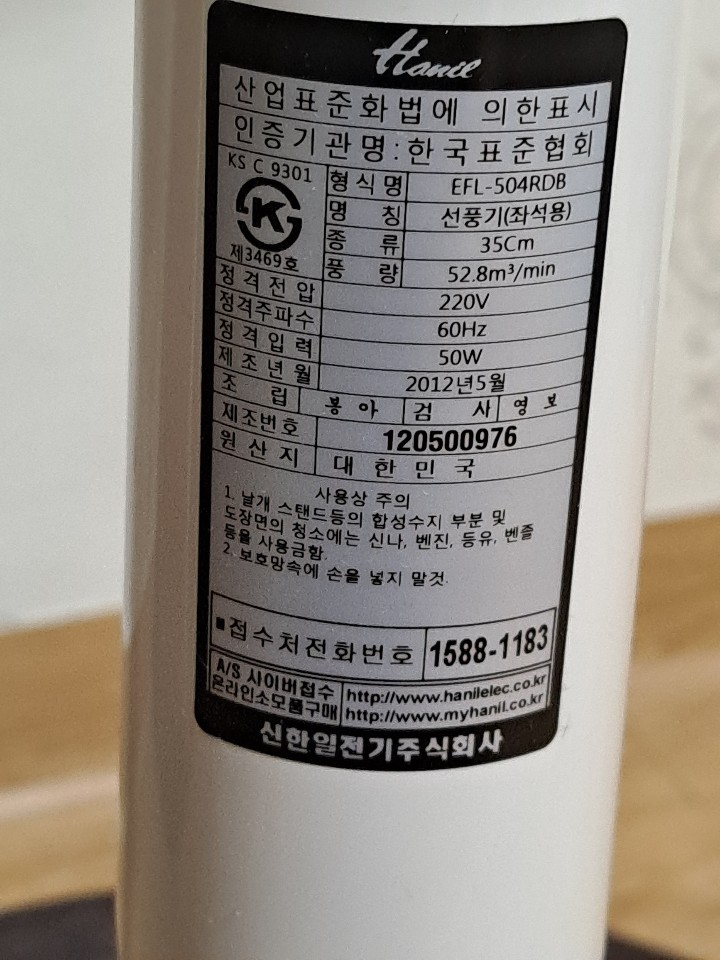 Hanil
산업표준화법에 의한표시
인증기관명:한국표준협회
KS C 9301
제3469호
형식명 EFL-504RDB
명 칭 선풍기(좌석용)
종 류 35Cm
풍 량 52.8m³/min
정격전압 220V
정격주파수 60Hz
정격입력 50W
제조년월 2012년5월
조 립 봉 아 검 사 영 보
제조번호 120500976
원산지 대 한 민 국
사용상 주의
1. 날개 스탠드등의 합성수지 부분 및
도장면의 청소에는 신나, 벤진, 등유, 벤졸
등을 사용금함.
2. 보호망속에 손을 넣지 말것.
■접수처전화번호 1588-1183
A/S 사이버접수 http://www.hanilelec.co.kr
온라인소모품구매 http://www.myhanil.co.kr
신한일전기주식회사